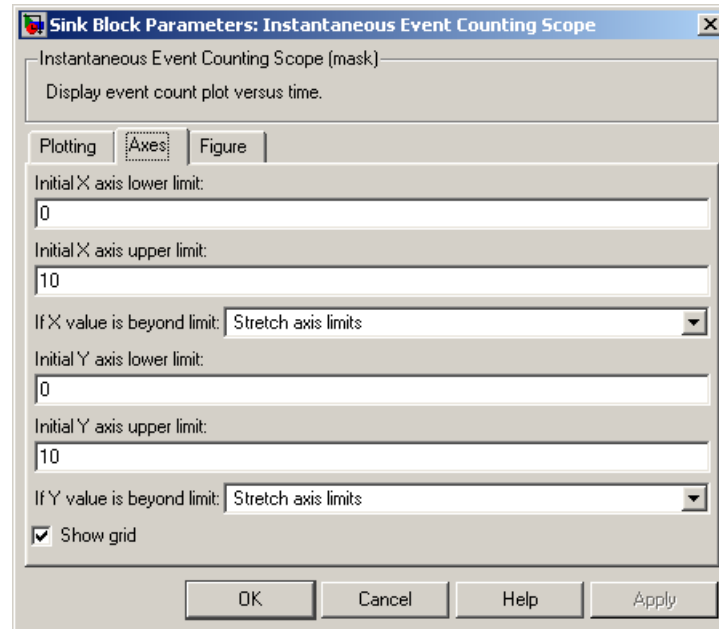 Sink Block Parameters: Instantaneous Event Counting Scope
Instantaneous Event Counting Scope (mask)
Display event count plot versus time.
Plotting Axes Figure
Initial X axis lower limit:
0
Initial X axis upper limit:
10
If X value is beyond limit: Stretch axis limits
Initial Y axis lower limit:
0
Initial Y axis upper limit:
10
If Y value is beyond limit: Stretch axis limits
Show grid
OK Cancel Help Apply